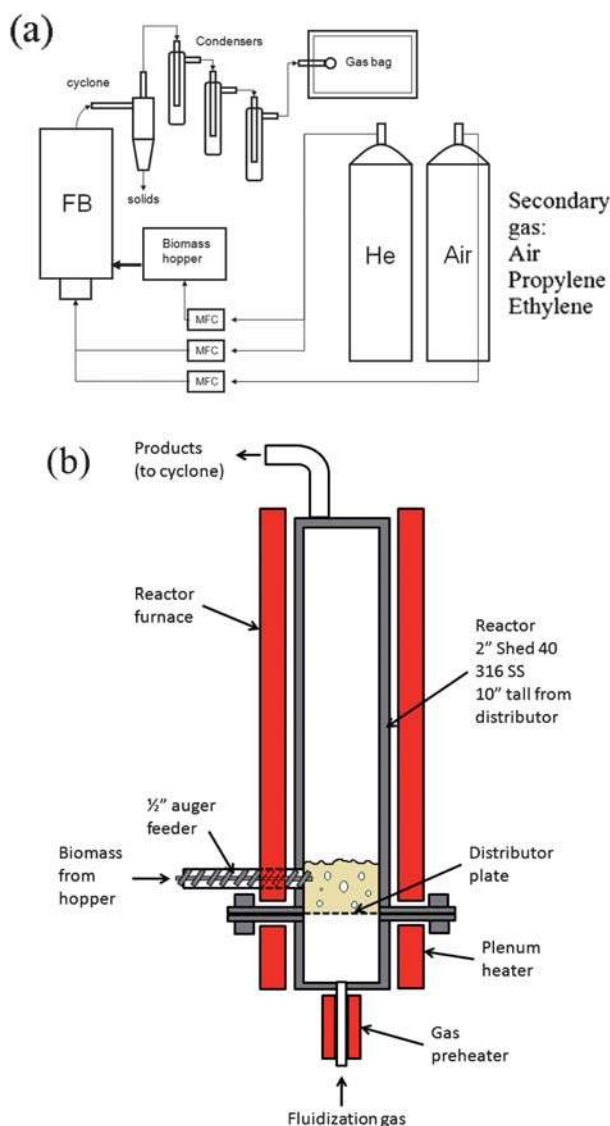 (a)
Condensers
cyclone
Gas bag
solids
FB
Biomass
hopper
MFC
MFC
MFC
He
Air
Secondary
gas:
Air
Propylene
Ethylene
(b)
Products
(to cyclone)
Reactor
furnace
Reactor
2” Shed 40
316 SS
10” tall from
distributor
½” auger
feeder
Biomass
from
hopper
Distributor
plate
Plenum
heater
Gas
preheater
Fluidization gas